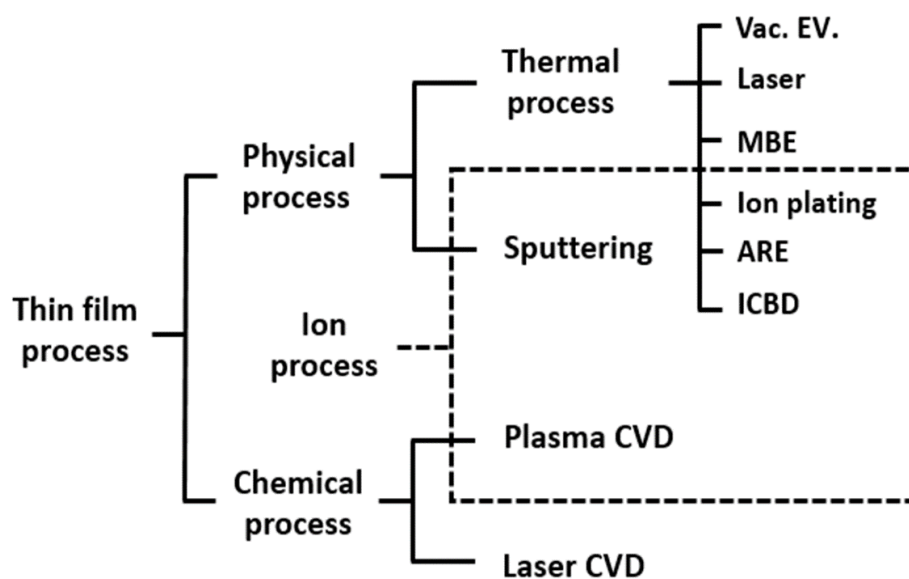 Thin film
process
Physical
process
Thermal
process
Vac. EV.
Laser
MBE
Ion plating
ARE
ICBD
Sputtering
Ion
process
Chemical
process
Plasma CVD
Laser CVD